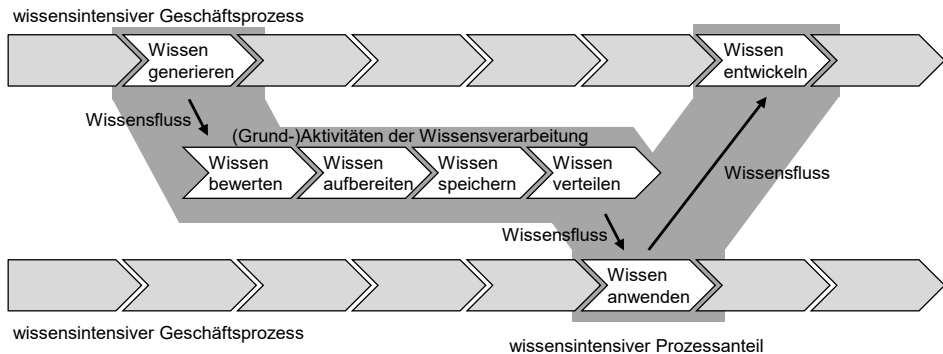 wissensintensiver Geschäftsprozess
Wissen
generieren
Wissen
entwickeln
Wissensfluss
(Grund-)Aktivitäten der Wissensverarbeitung
Wissen
bewerten
Wissen
aufbereiten
Wissen
speichern
Wissen
verteilen
Wissensfluss
Wissensfluss
Wissen
anwenden
wissensintensiver Geschäftsprozess
wissensintensiver Prozessanteil